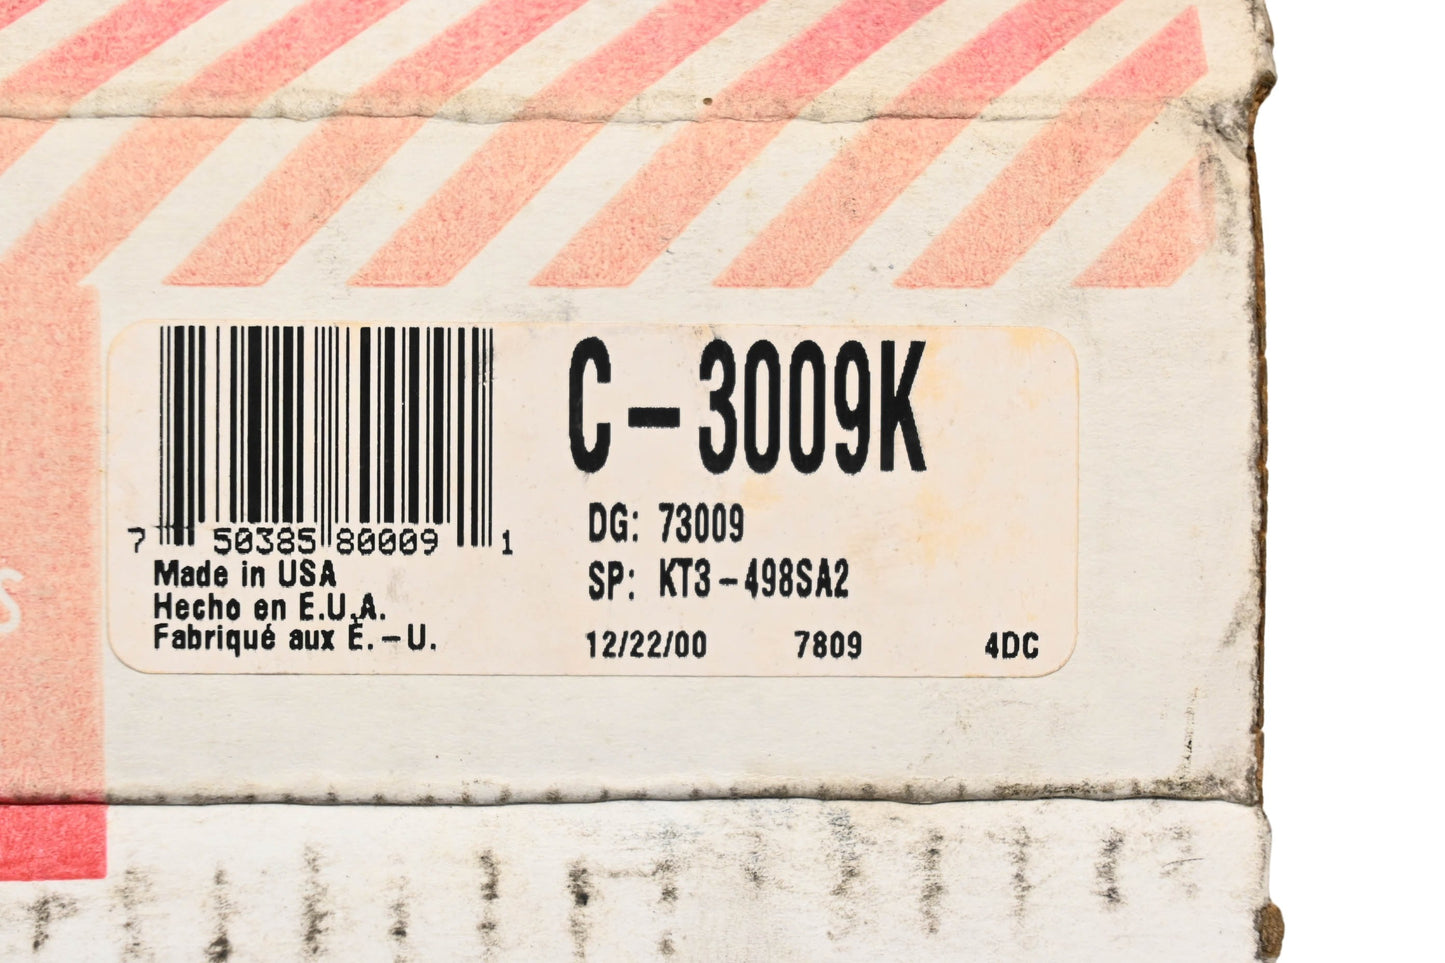 C-3009K
7 50385 80009 1
DG: 73009
SP: KT3-498SA2
Made in USA
Hecho en E.U.A.
Fabriqué aux É.-U.
12/22/00 7809 4DC
S